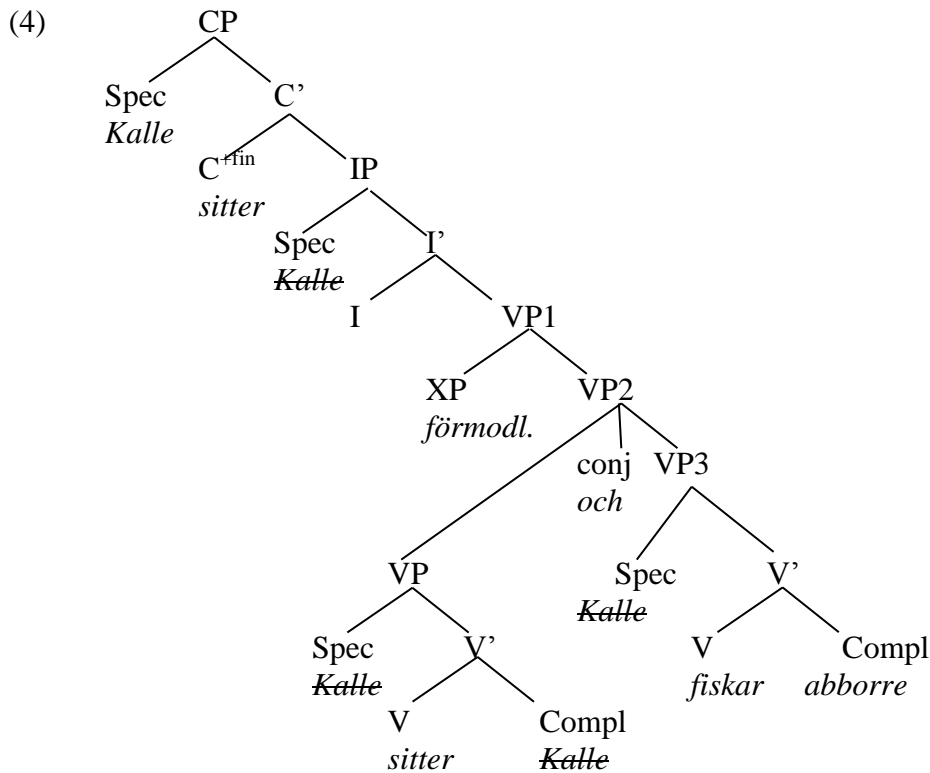 (4) CP
Spec C’
Kalle
C+fin IP
sitter
Spec I’
Kalle
I VP1
XP VP2
förmodl.
conj VP3
och
VP Spec V’
Kalle
Spec V’ V Compl
Kalle fiskar abborre
V Compl
sitter Kalle